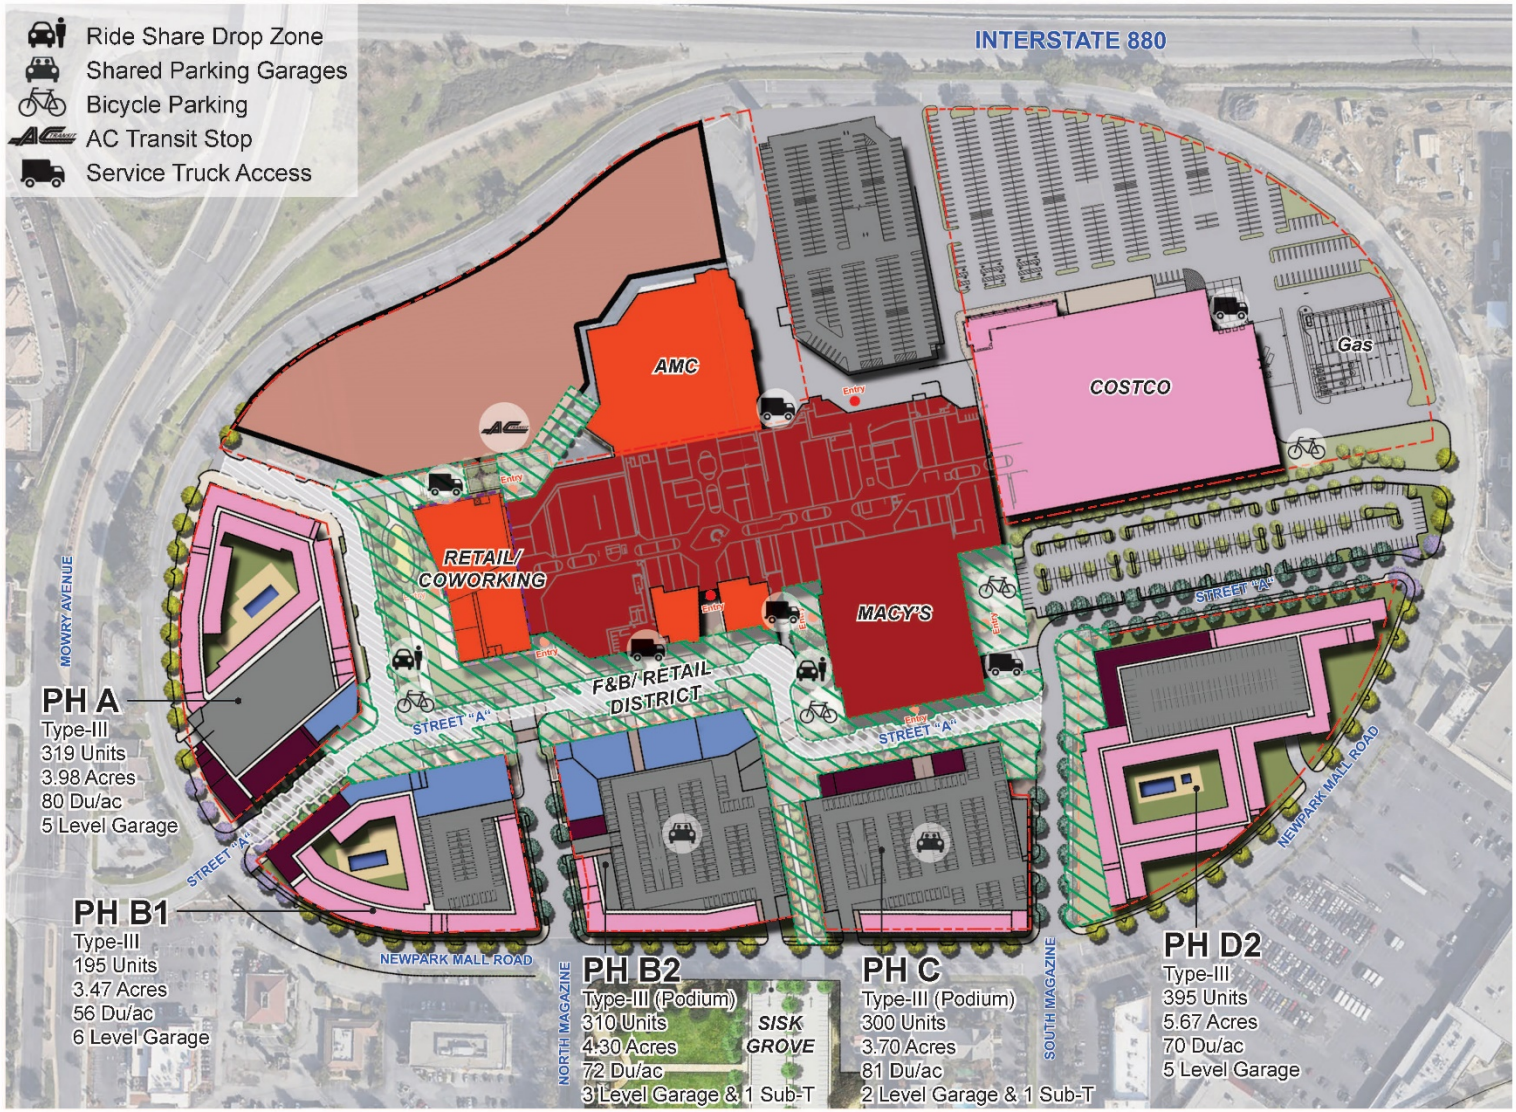 Ride Share Drop Zone
Shared Parking Garages
Bicycle Parking
AC TRANSIT
AC Transit Stop
Service Truck Access
INTERSTATE 880
AMC
Entry
COSTCO
Gas
AC
Entry
RETAIL/
COWORKING
Entry
Entry
Entry
Entry
Entry
MACY'S
STREET "A"
MOWRY AVENUE
F&B/ RETAIL
DISTRICT
STREET "A"
STREET "A"
STREET "A"
NEWPARK MALL ROAD
NEWPARK MALL ROAD
NORTH MAGAZINE
SOUTH MAGAZINE
SISK
GROVE
PH A
Type-III
319 Units
3.98 Acres
80 Du/ac
5 Level Garage
PH B1
Type-III
195 Units
3.47 Acres
56 Du/ac
6 Level Garage
PH B2
Type-III (Podium)
310 Units
4.30 Acres
72 Du/ac
3 Level Garage & 1 Sub-T
PH C
Type-III (Podium)
300 Units
3.70 Acres
81 Du/ac
2 Level Garage & 1 Sub-T
PH D2
Type-III
395 Units
5.67 Acres
70 Du/ac
5 Level Garage